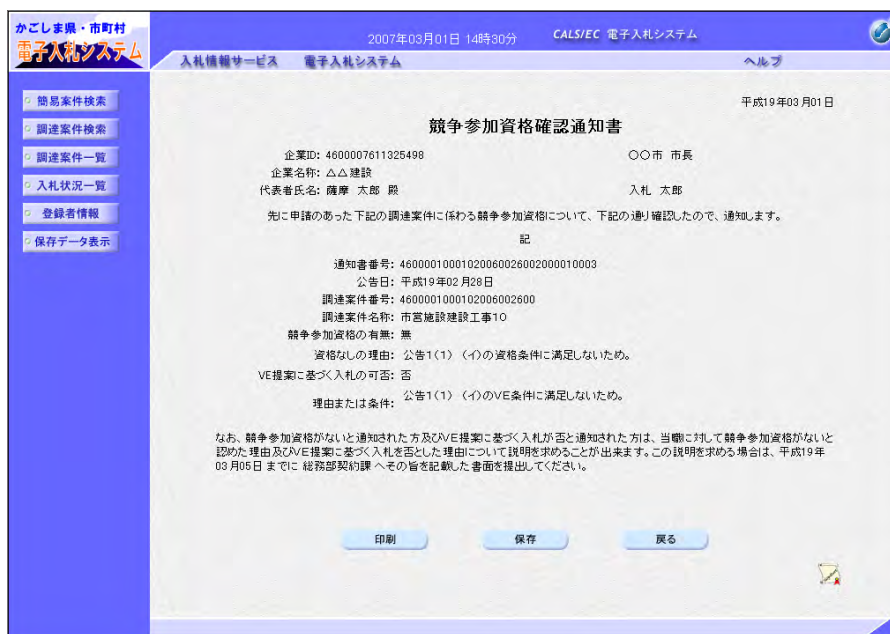 かごしま県・市町村
電子入札システム
2007年03月01日 14時30分
CALS/EC 電子入札システム
入札情報サービス 電子入札システム ヘルプ
簡易案件検索
調達案件検索
調達案件一覧
入札状況一覧
登録者情報
保存データ表示
平成19年03月01日
競争参加資格確認通知書
企業ID: 4600007611325498 〇〇市 市長
企業名称: △△建設
代表者氏名: 薩摩 太郎 殿 入札 太郎
先に申請のあった下記の調達案件に係わる競争参加資格について、下記の通り確認したので、通知します。
記
通知書番号: 46000010001020060026002000010003
公告日: 平成19年02月28日
調達案件番号: 4600001000102006002600
調達案件名称: 市営施設建設工事10
競争参加資格の有無: 無
資格なしの理由: 公告1(1) (イ)の資格条件に満足しないため。
VE提案に基づく入札の可否: 否
理由または条件: 公告1(1) (イ)のVE条件に満足しないため。
なお、競争参加資格がないと通知された方及びVE提案に基づく入札が否と通知された方は、当職に対して競争参加資格がないと
認めた理由及びVE提案に基づく入札を否とした理由について説明を求めることが出来ます。この説明を求める場合は、平成19年
03月05日 までに 総務部契約課 へその旨を記載した書面を提出してください。
印刷 保存 戻る